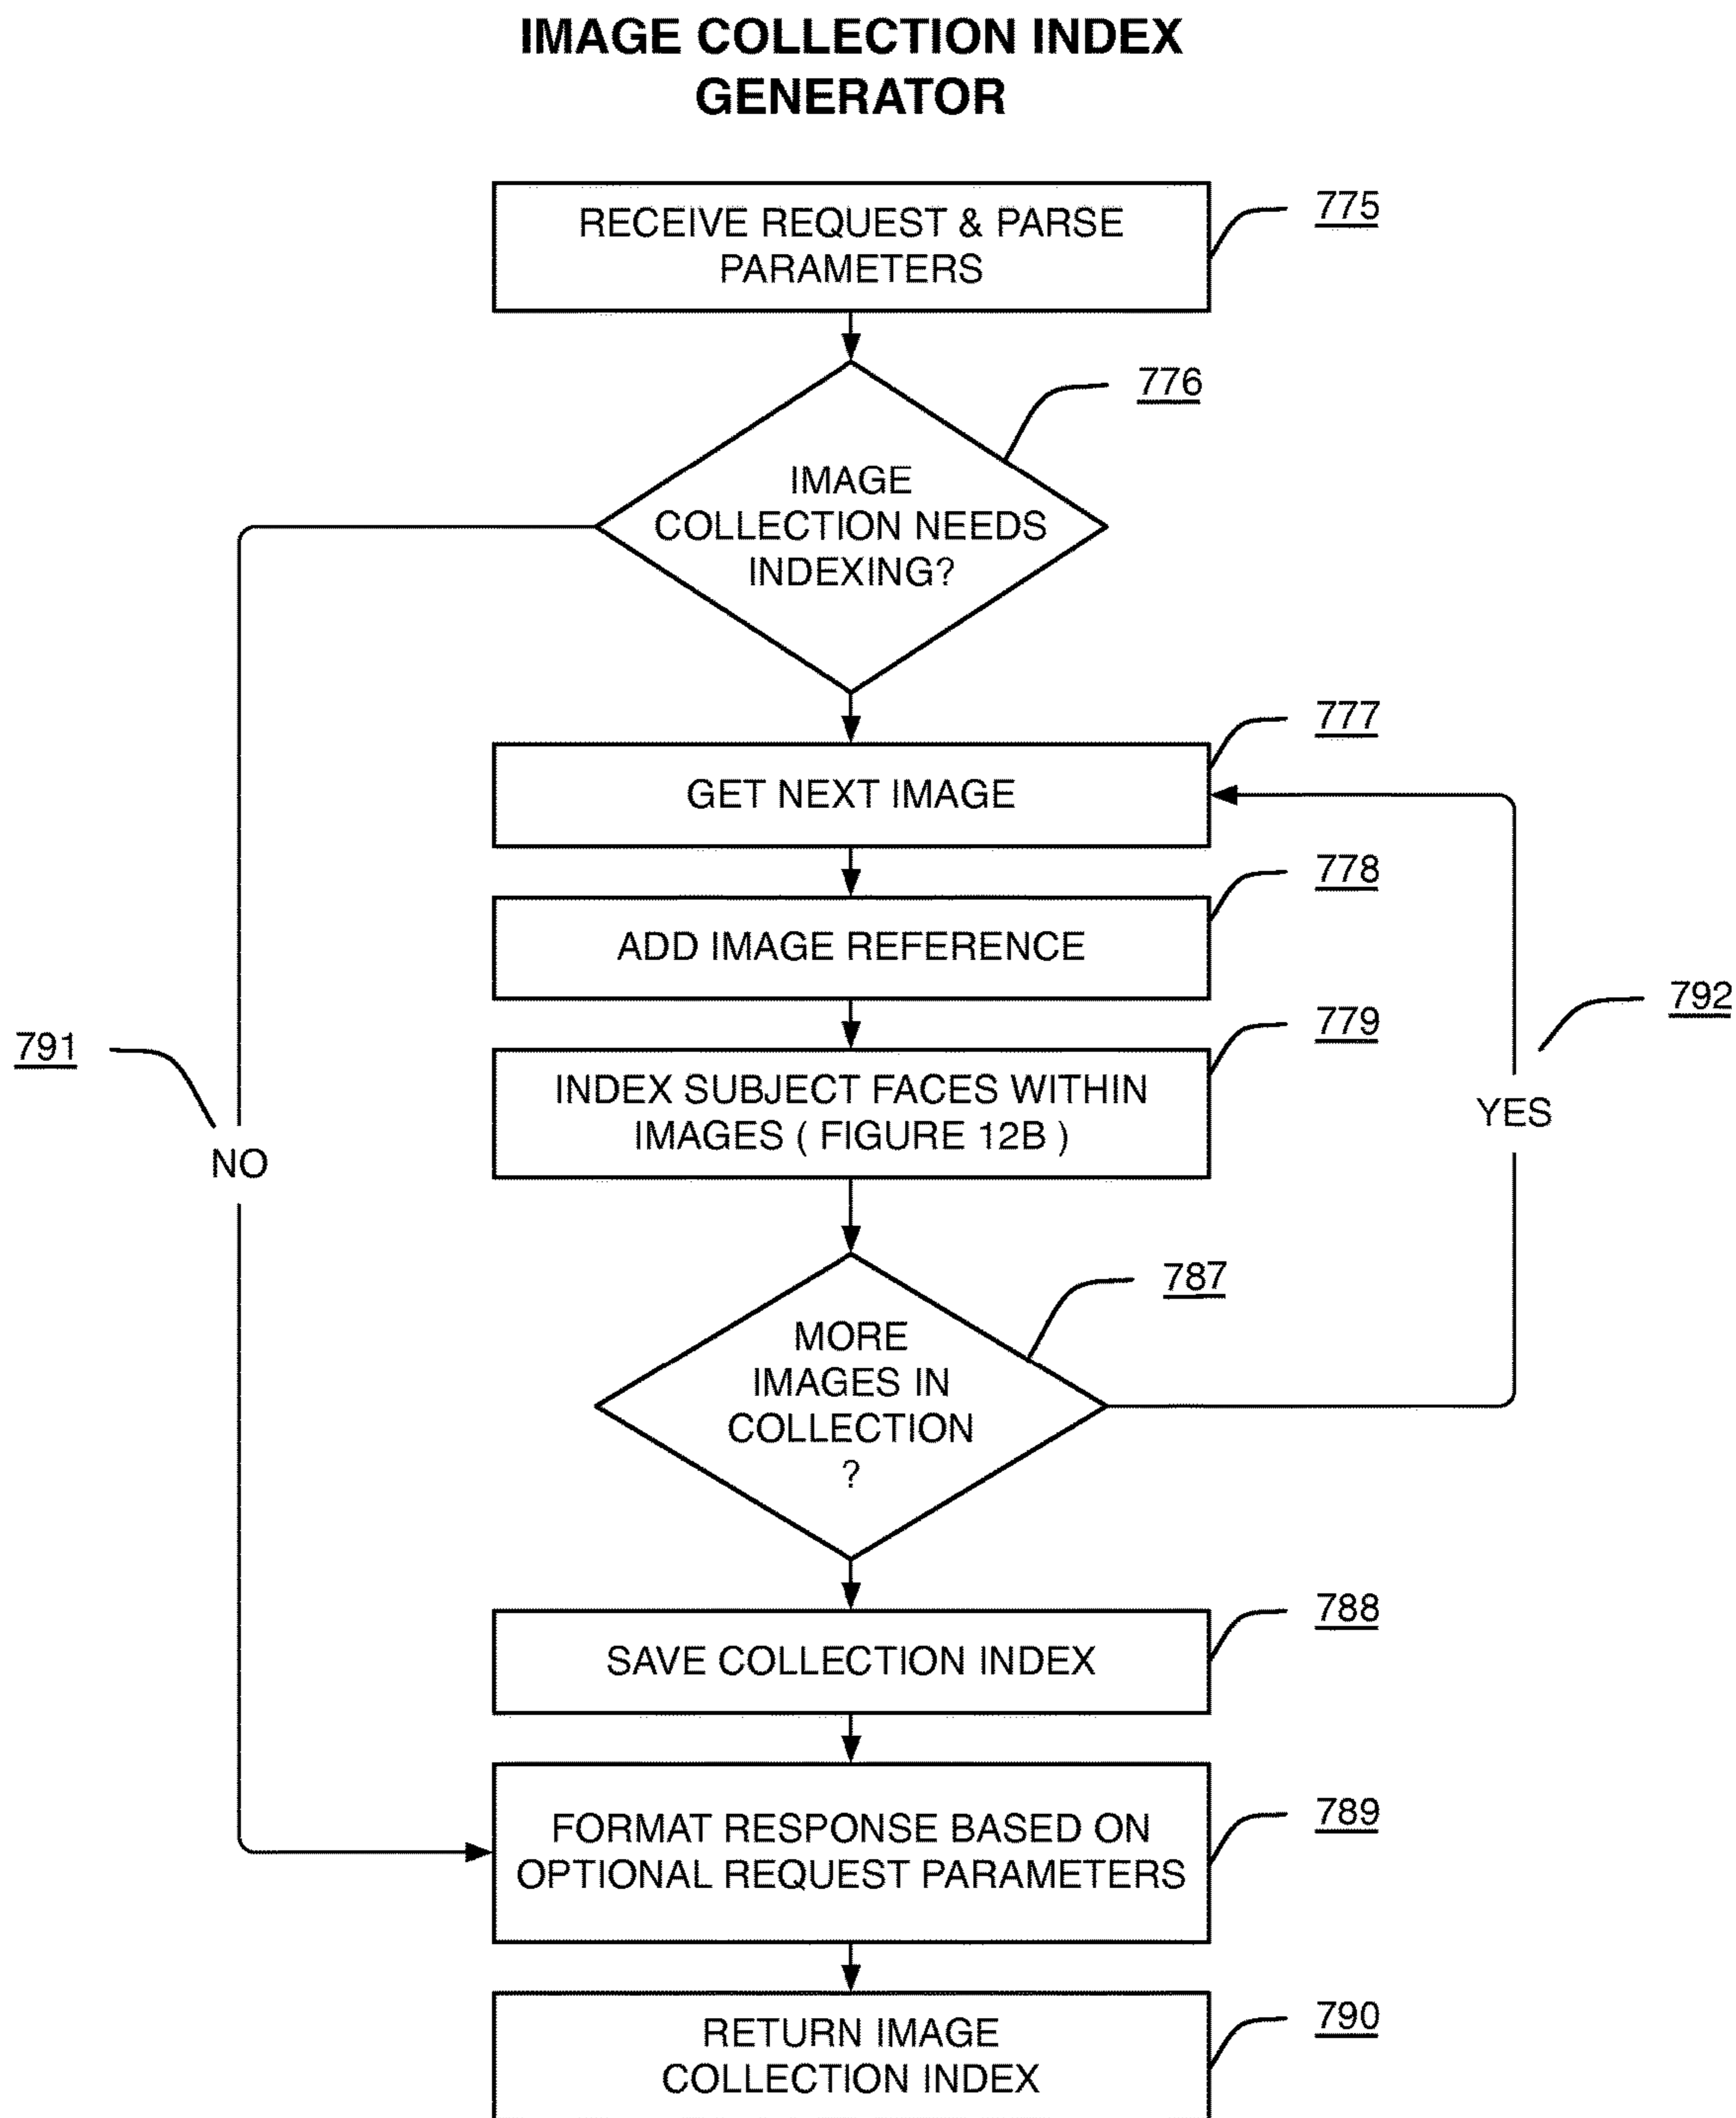 IMAGE COLLECTION INDEX
GENERATOR
RECEIVE REQUEST & PARSE
PARAMETERS
775
776
IMAGE
COLLECTION NEEDS
INDEXING?
777
GET NEXT IMAGE
778
ADD IMAGE REFERENCE
779
792
791
INDEX SUBJECT FACES WITHIN
IMAGES ( FIGURE 12B )
YES
NO
787
MORE
IMAGES IN
COLLECTION
?
788
SAVE COLLECTION INDEX
789
FORMAT RESPONSE BASED ON
OPTIONAL REQUEST PARAMETERS
790
RETURN IMAGE
COLLECTION INDEX